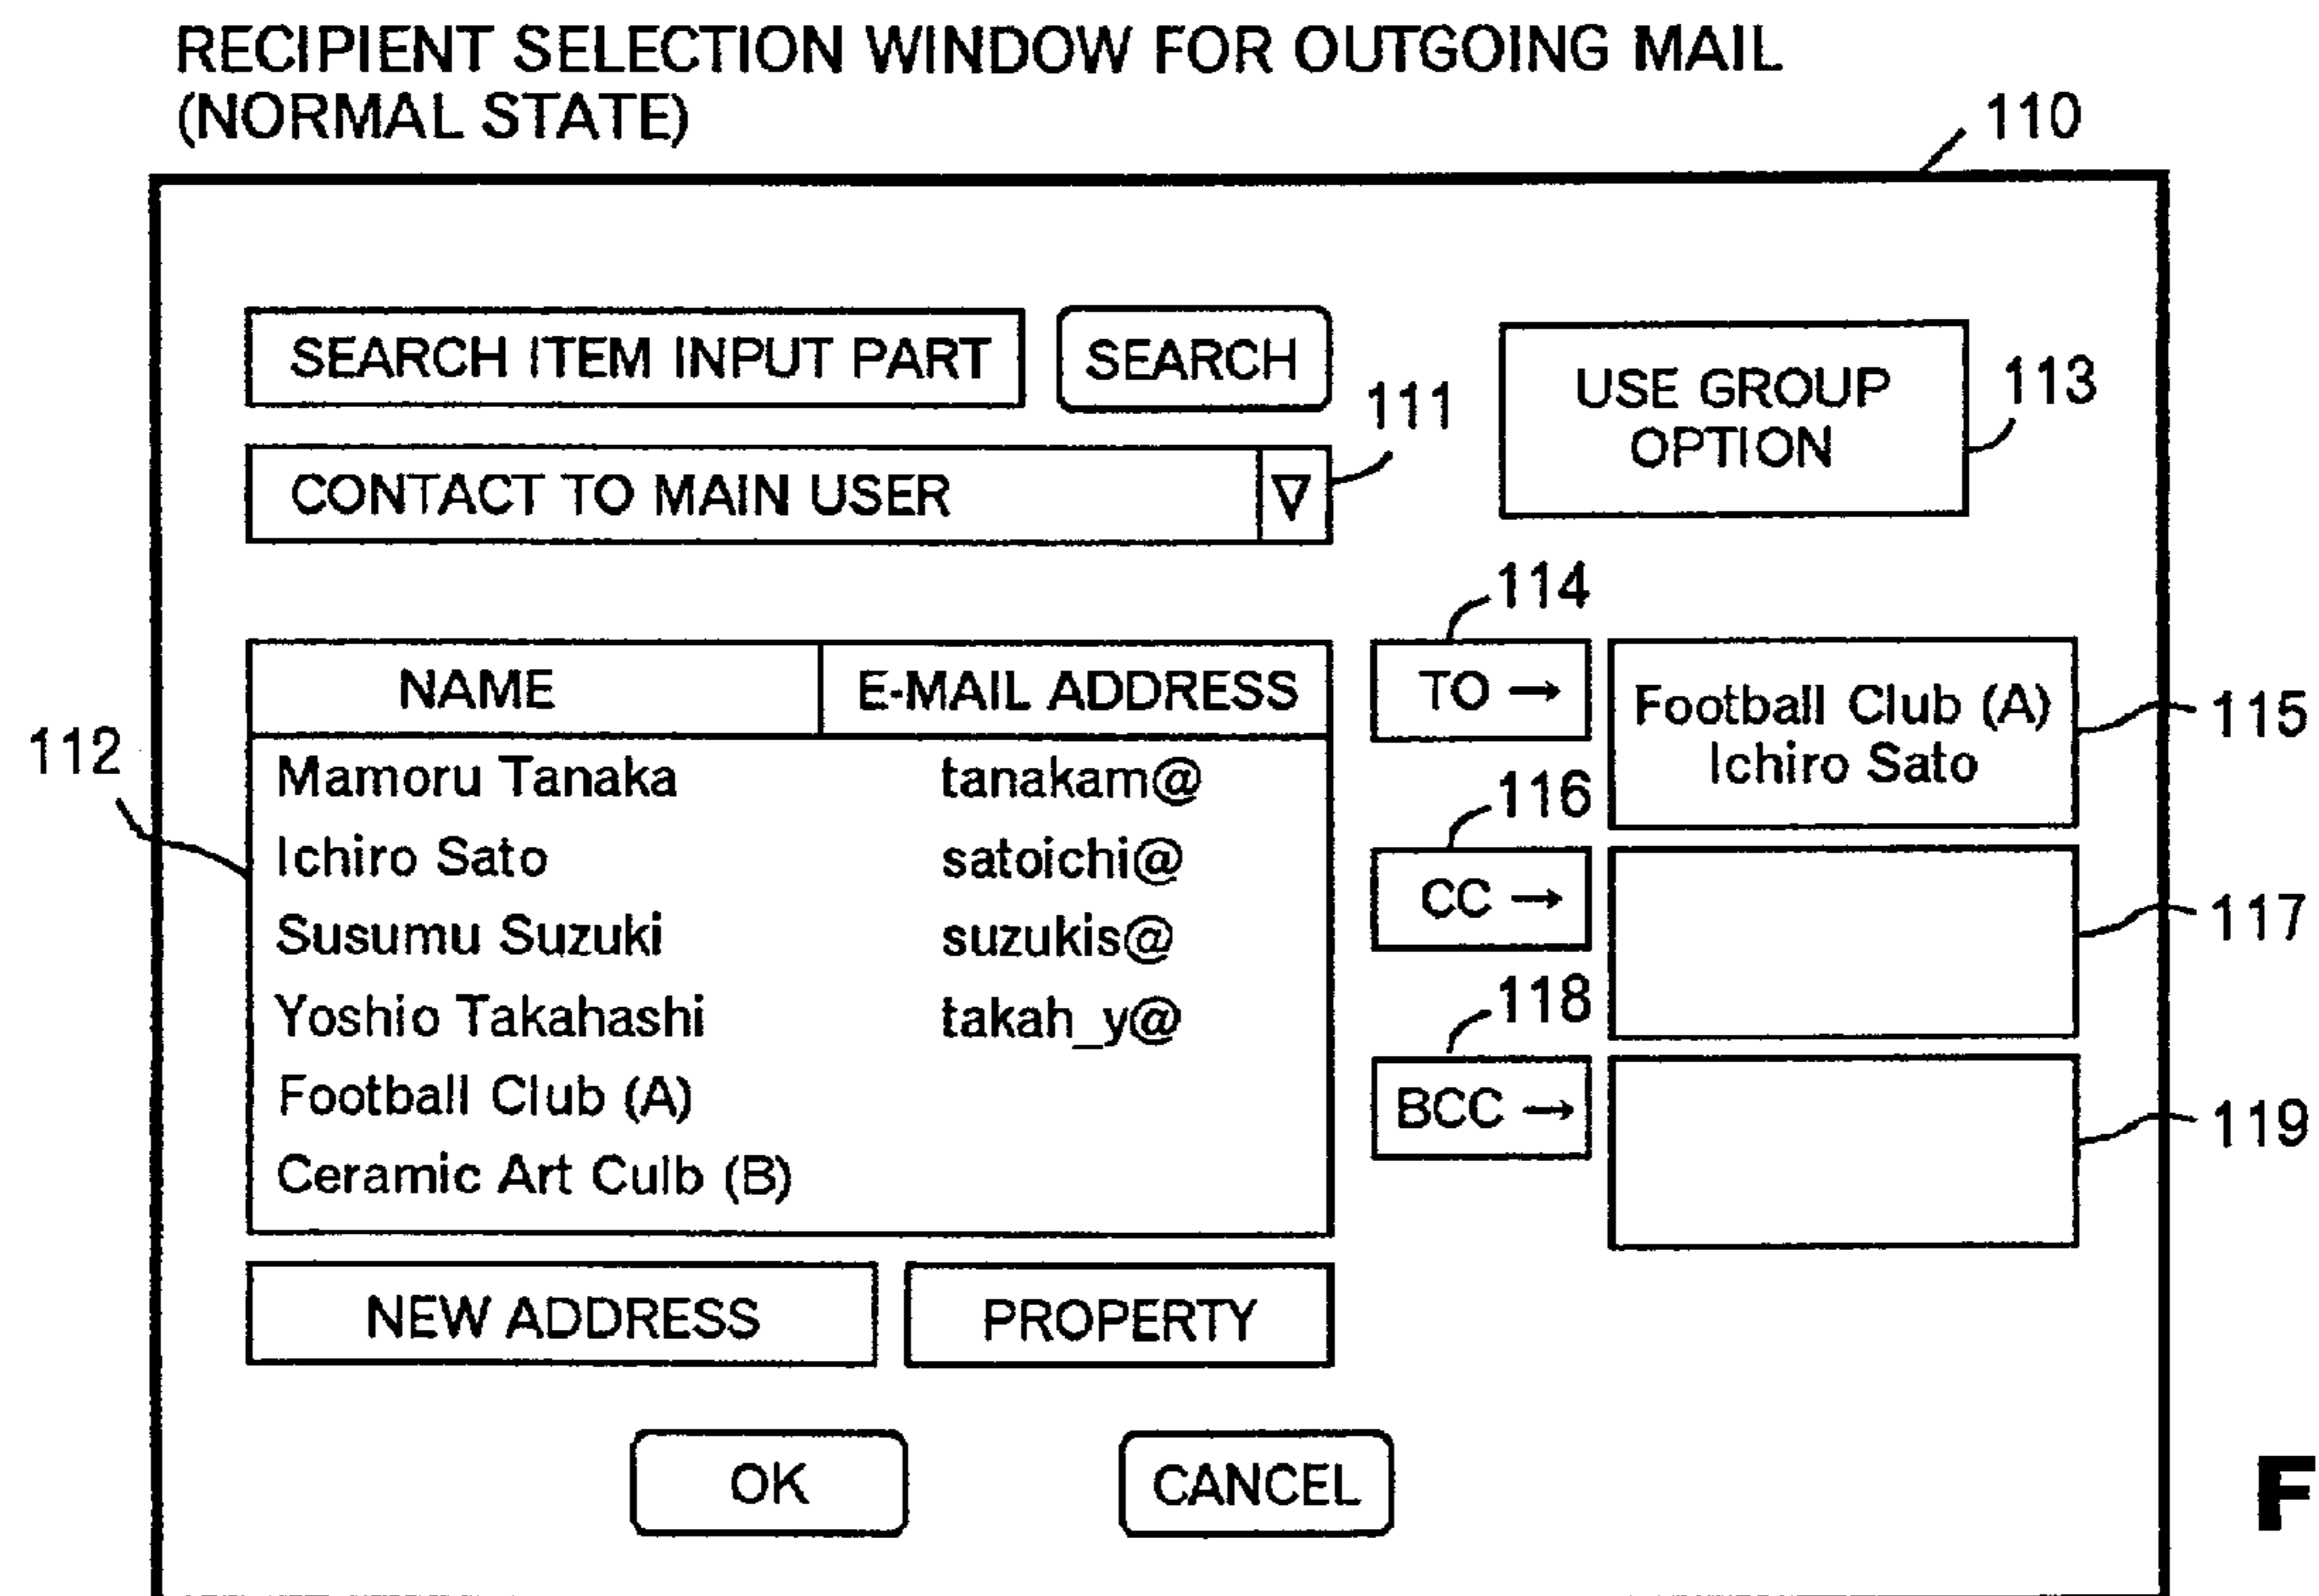 RECIPIENT SELECTION WINDOW FOR OUTGOING MAIL
(NORMAL STATE)
110
SEARCH ITEM INPUT PART
SEARCH
111
USE GROUP
OPTION
113
CONTACT TO MAIN USER
114
NAME
E-MAIL ADDRESS
TO →
Football Club (A)
Ichiro Sato
115
112
Mamoru Tanaka
tanakam@
116
Ichiro Sato
satoichi@
CC →
117
Susumu Suzuki
suzukis@
118
Yoshio Takahashi
takah_y@
Football Club (A)
BCC →
119
Ceramic Art Culb (B)
NEW ADDRESS
PROPERTY
OK
CANCEL
F